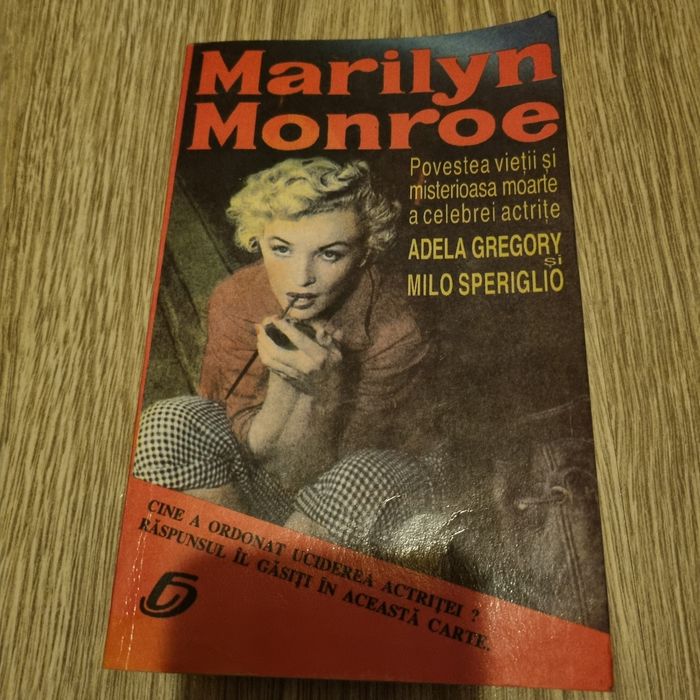 Marilyn
Monroe
Povestea vieții și
misterioasa moarte
a celebrei actrițe
ADELA GREGORY
și
MILO SPERIGLIO
CINE A ORDONAT UCIDEREA ACTRIȚEI ?
RĂSPUNSUL ÎL GĂSIȚI ÎN ACEASTĂ CARTE.